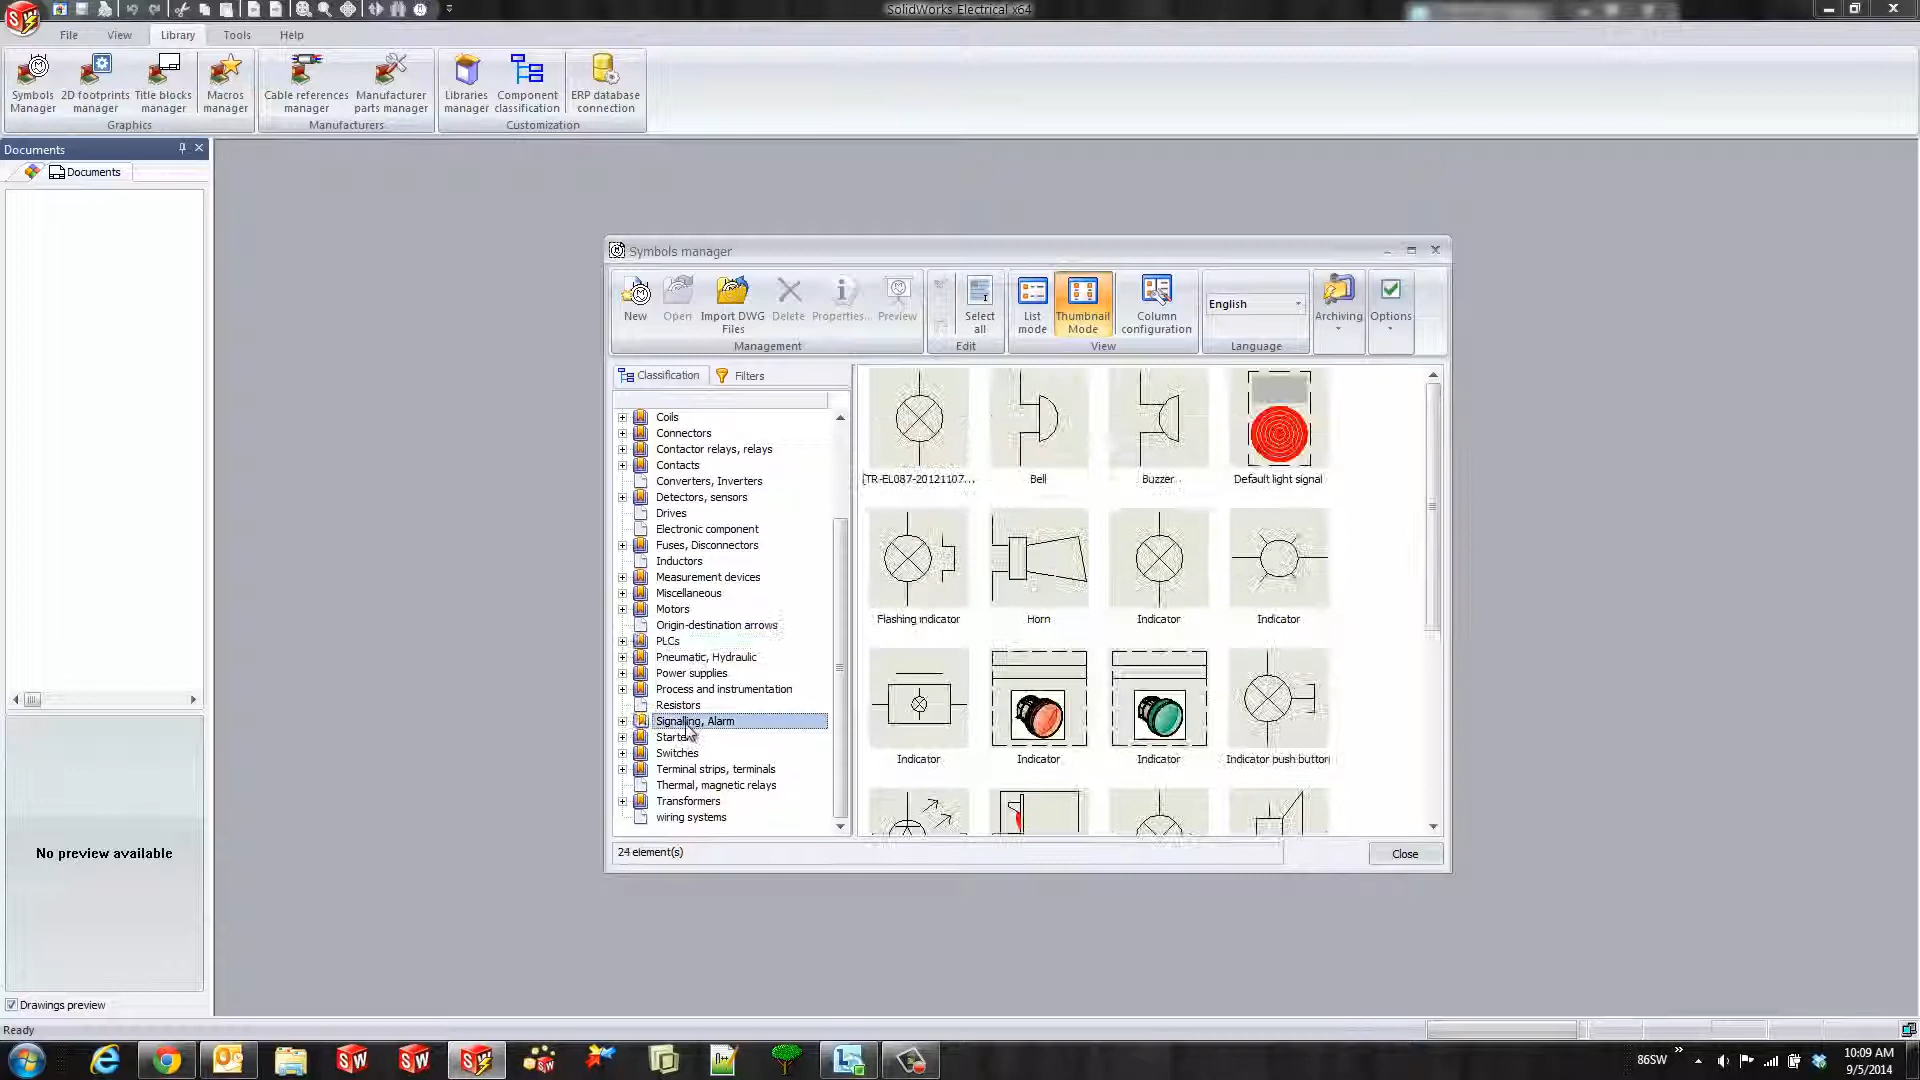 SolidWorks Electrical x64
File View Library Tools Help
Symbols Manager
2D footprints manager
Title blocks manager
Macros manager
Cable references manager
Manufacturer parts manager
Libraries manager
Component classification
ERP database connection
Graphics
Manufacturers
Customization
Documents
Documents
Symbols manager
New
Open
Import DWG Files
Delete
Properties...
Preview
Select all
List mode
Thumbnail Mode
Column configuration
English
Archiving
Options
Management
Edit
View
Language
Classification
Filters
Coils
Connectors
Contactor relays, relays
Contacts
Converters, Inverters
Detectors, sensors
Drives
Electronic component
Fuses, Disconnectors
Inductors
Measurement devices
Miscellaneous
Motors
Origin-destination arrows
PLCs
Pneumatic, Hydraulic
Power supplies
Process and instrumentation
Resistors
Signalling, Alarm
Switches
Terminal strips, terminals
Thermal, magnetic relays
Transformers
wiring systems
[TR-EL087-20121107...
Bell
Buzzer
Default light signal
Flashing indicator
Horn
Indicator
Indicator
Indicator
Indicator
Indicator
Indicator push button
24 element(s)
Close
No preview available
Drawings preview
Ready
86SW
10:09 AM
9/5/2014